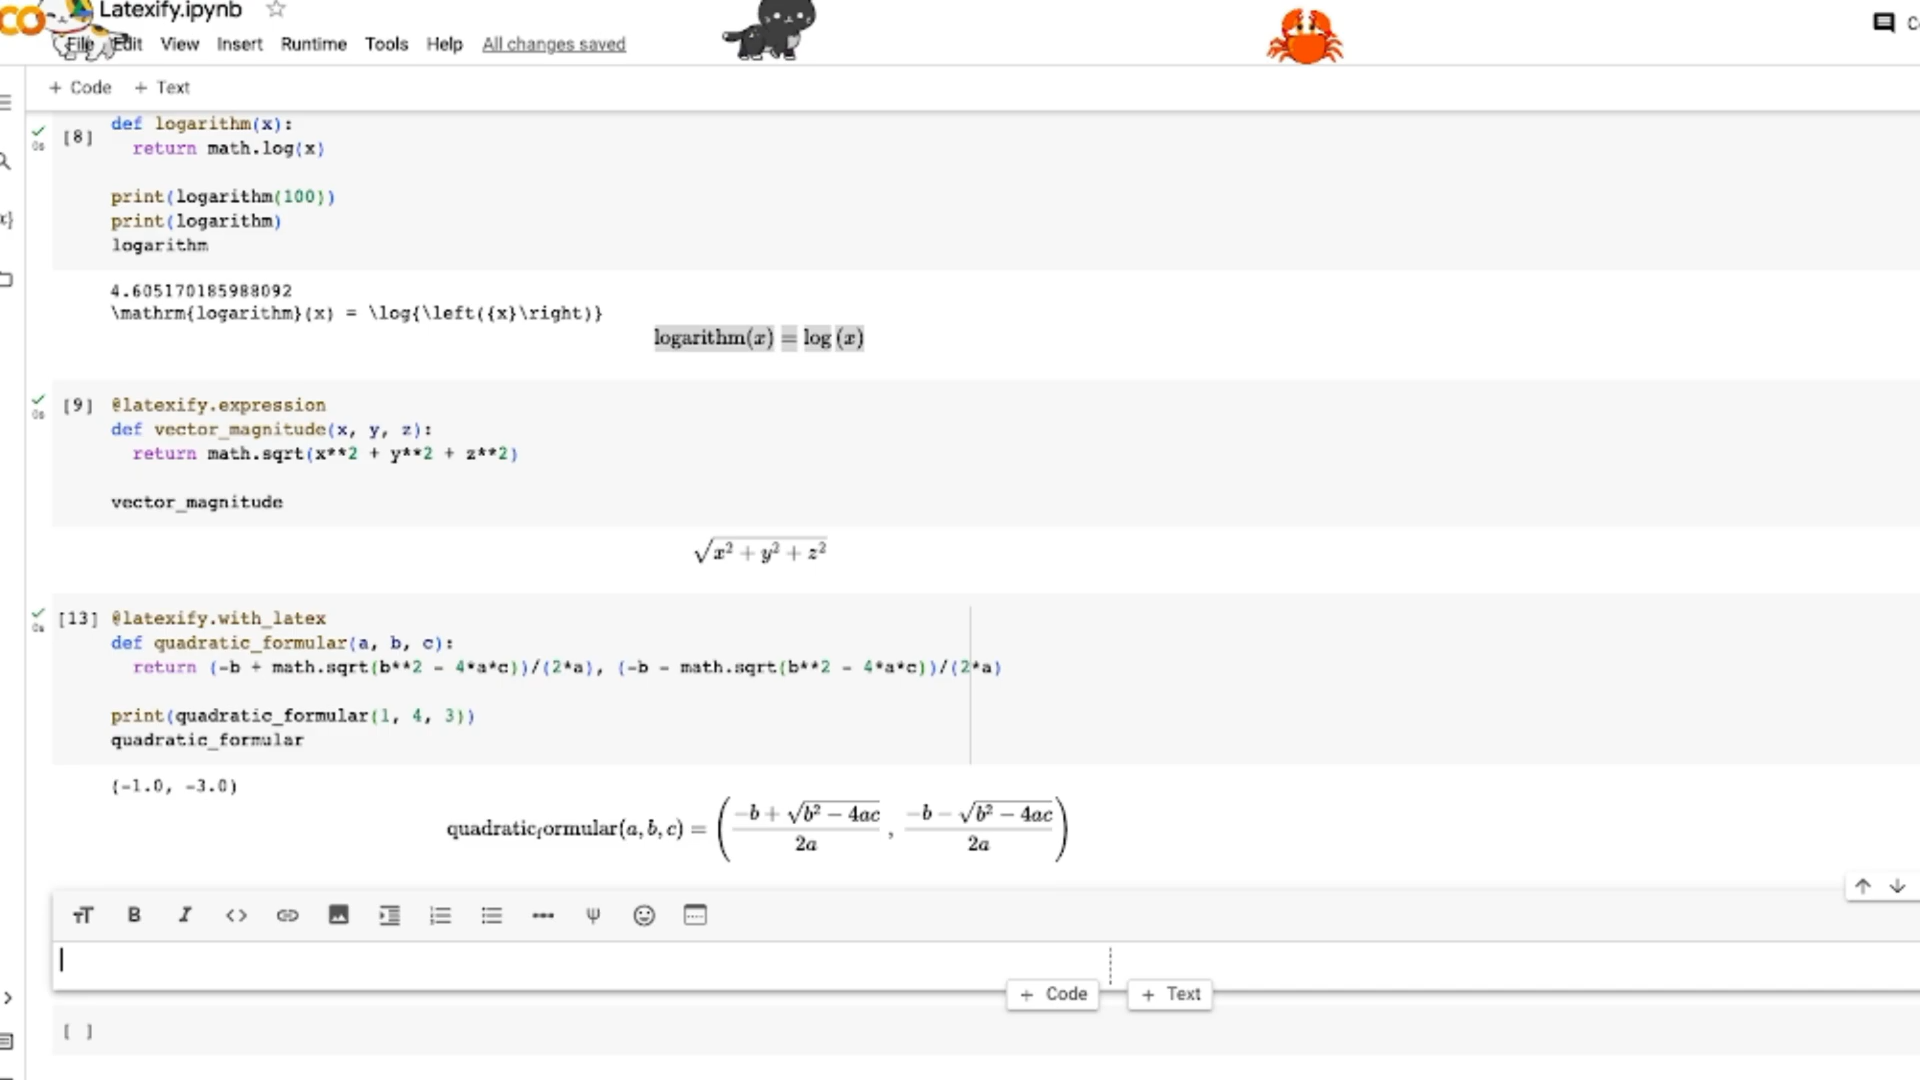 CO Latexify.ipynb
File Edit View Insert Runtime Tools Help All changes saved
+ Code + Text
[8] def logarithm(x):
return math.log(x)
print(logarithm(100))
print(logarithm)
logarithm
4.605170185988092
\mathrm{logarithm}(x) = \log{\left({x}\right)}
logarithm(x) = log (x)
[9] @latexify.expression
def vector_magnitude(x, y, z):
return math.sqrt(x**2 + y**2 + z**2)
vector_magnitude
√x² + y² + z²
[13] @latexify.with_latex
def quadratic_formular(a, b, c):
return (-b + math.sqrt(b**2 - 4*a*c))/(2*a), (-b - math.sqrt(b**2 - 4*a*c))/(2*a)
print(quadratic_formular(1, 4, 3))
quadratic_formular
(-1.0, -3.0)
quadraticformular(a, b, c) = ( (−b + √b² − 4ac)/2a , (−b − √b² − 4ac)/2a )
+ Code + Text
[ ]